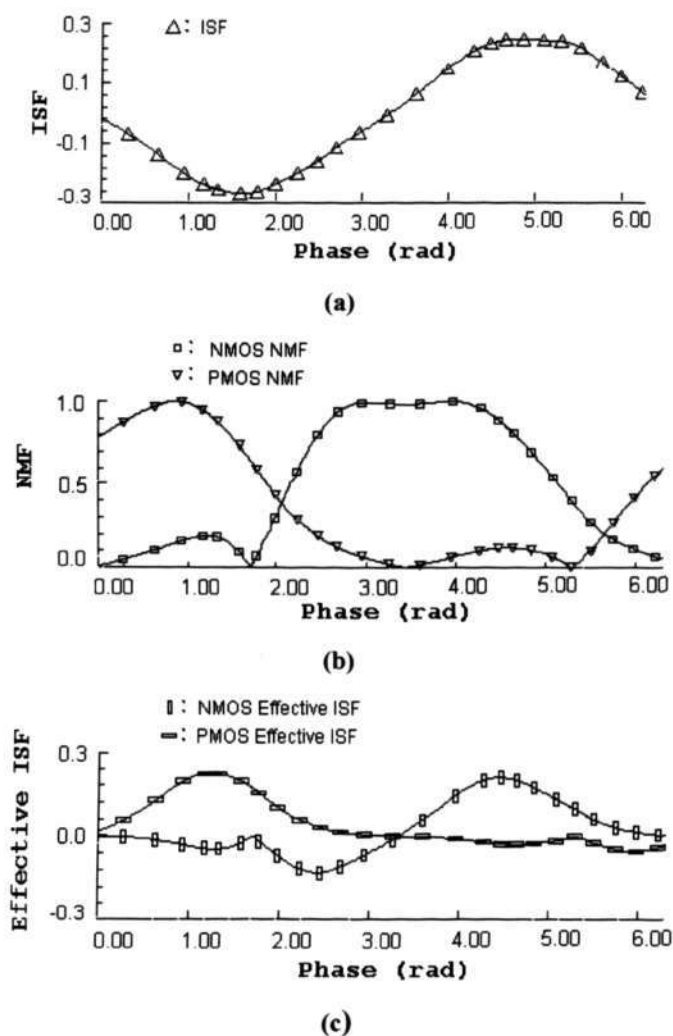 △ : ISF
0.3
0.1
-0.1
-0.3
ISF
0.00 1.00 2.00 3.00 4.00 5.00 6.00
Phase (rad)
(a)
□ : NMOS NMF
▽ : PMOS NMF
1.0
0.5
0.0
NMF
0.00 1.00 2.00 3.00 4.00 5.00 6.00
Phase (rad)
(b)
▯ : NMOS Effective ISF
▭ : PMOS Effective ISF
0.3
0.0
-0.3
Effective ISF
0.00 1.00 2.00 3.00 4.00 5.00 6.00
Phase (rad)
(c)